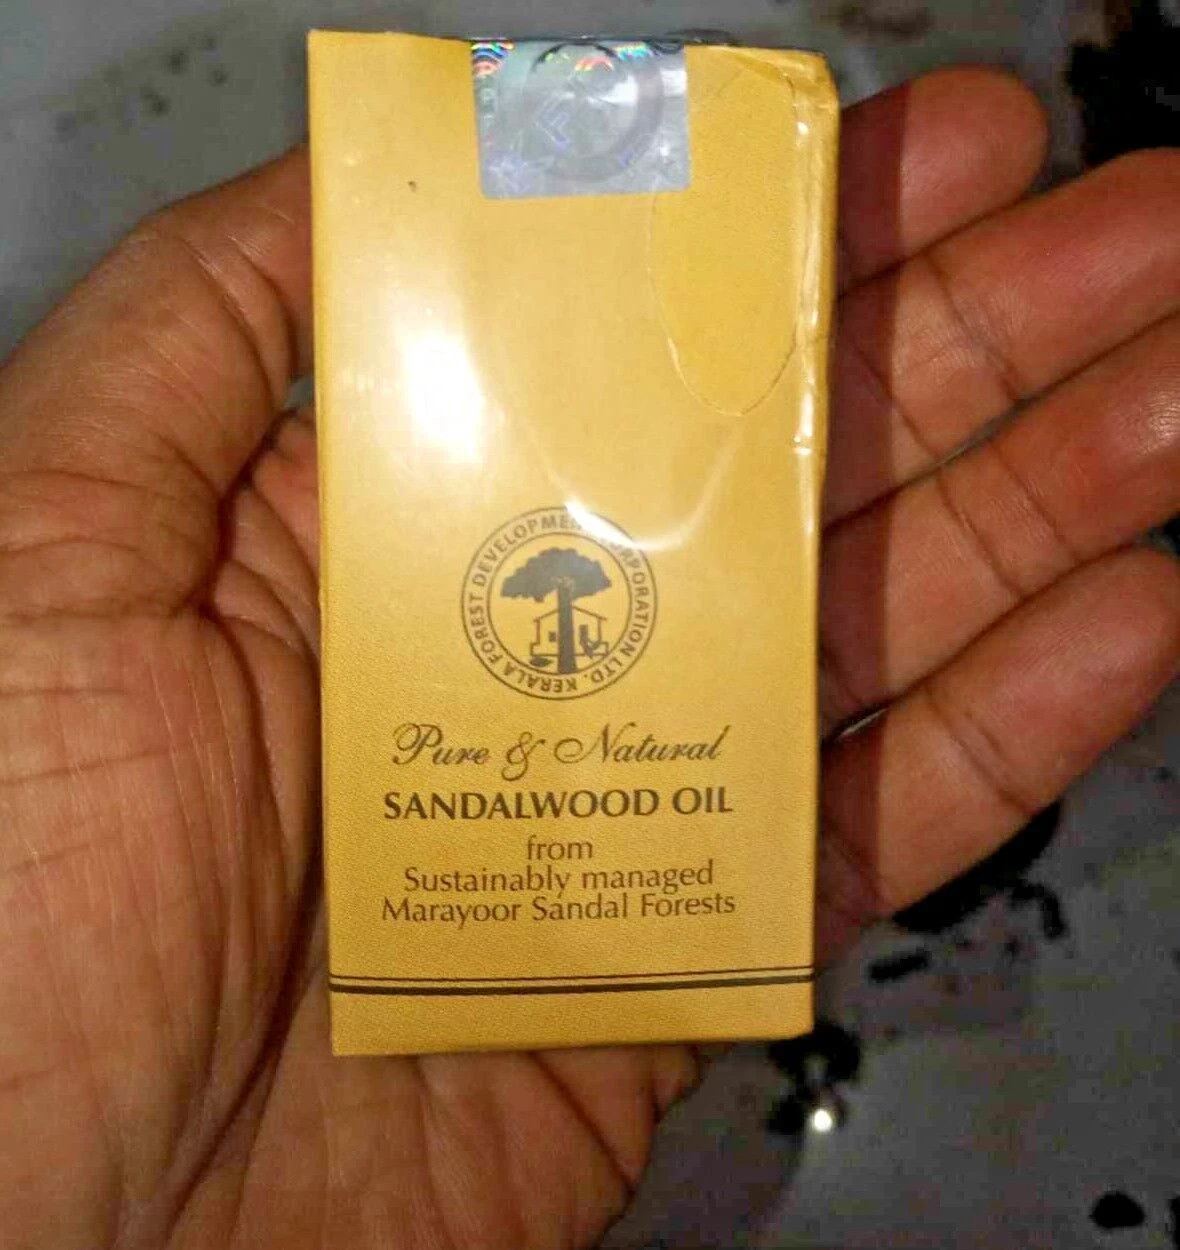 KERALA FOREST DEVELOPMENT CORPORATION LTD.
Pure & Natural
SANDALWOOD OIL
from
Sustainably managed
Marayoor Sandal Forests